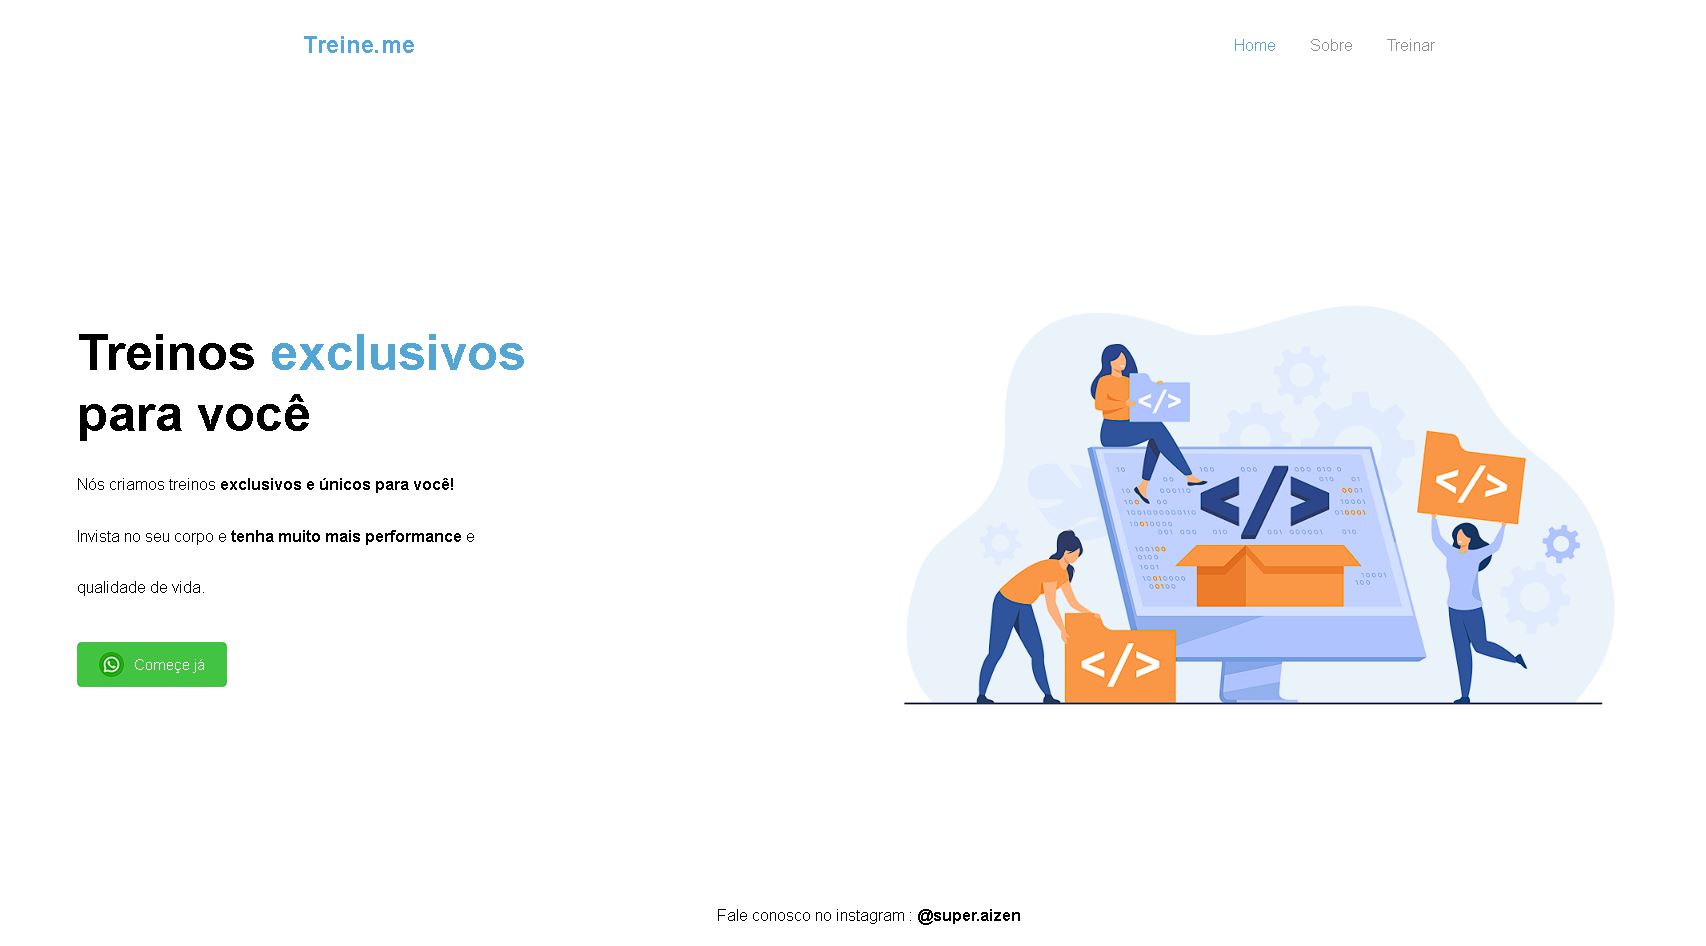 Treine.me
Home Sobre Treinar
Treinos exclusivos
para você
Nós criamos treinos exclusivos e únicos para você!
Invista no seu corpo e tenha muito mais performance e
qualidade de vida.
Começe já
</>
</>
</>
</>
Fale conosco no instagram : @super.aizen